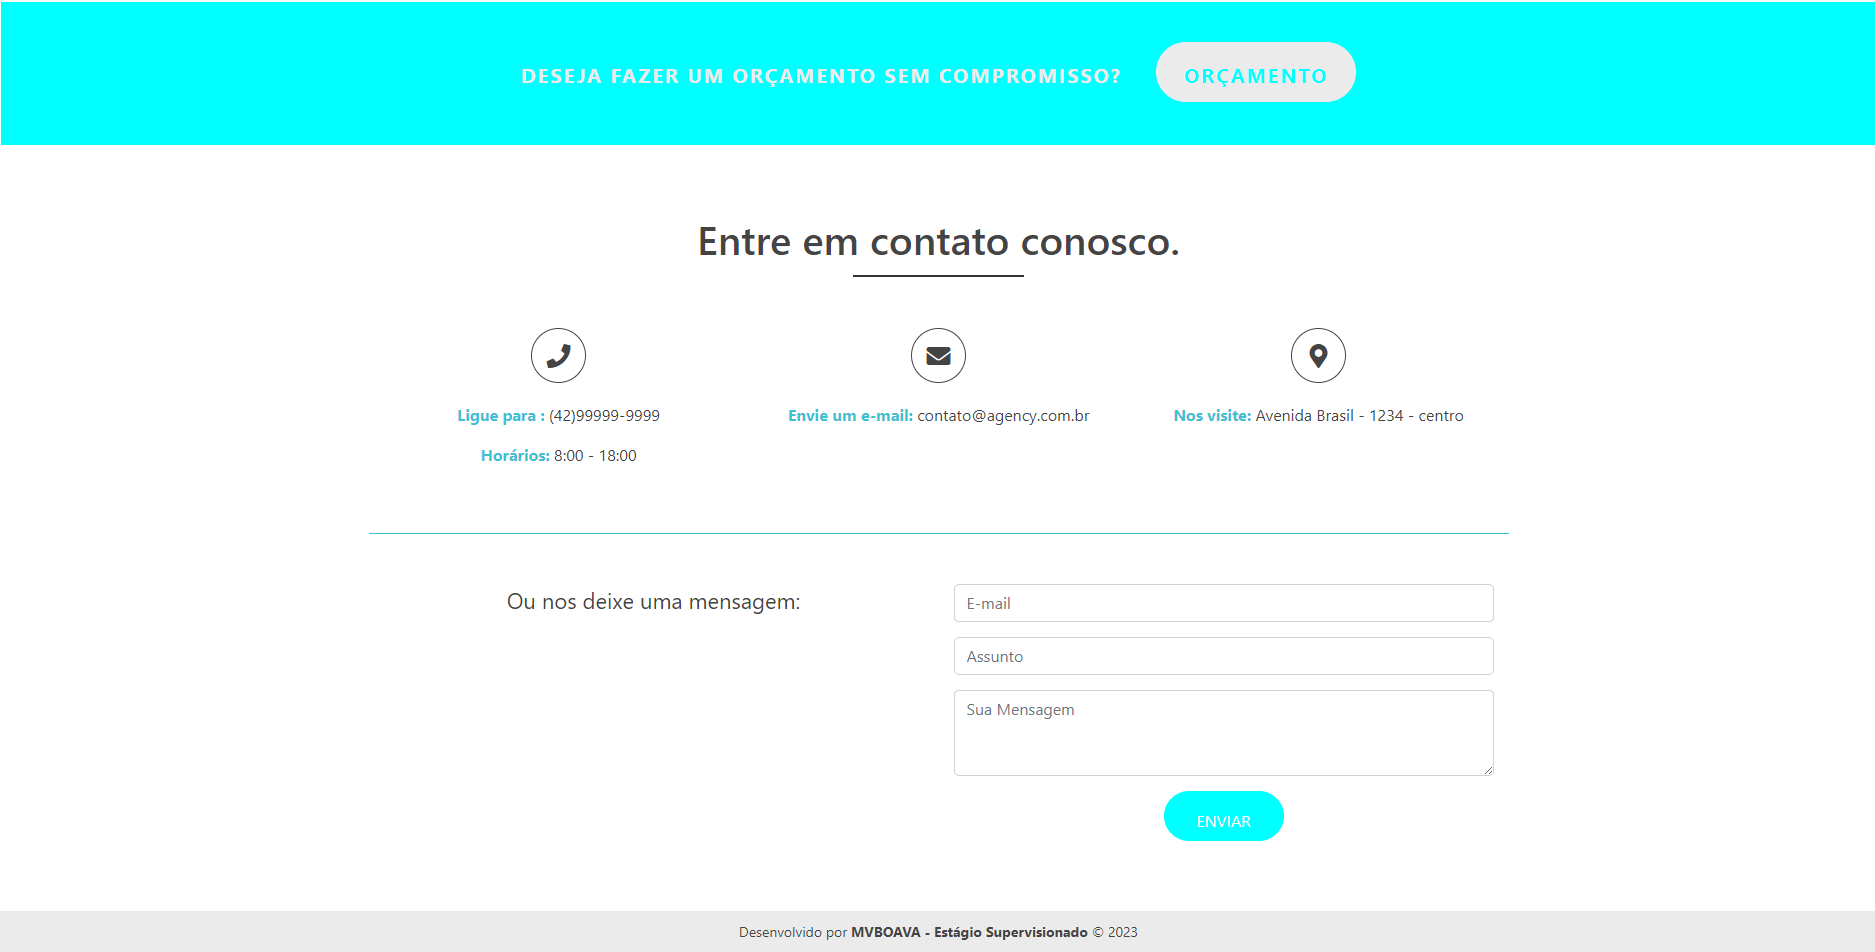 DESEJA FAZER UM ORÇAMENTO SEM COMPROMISSO? ORÇAMENTO
Entre em contato conosco.
Ligue para : (42)99999-9999
Horários: 8:00 - 18:00
Envie um e-mail: contato@agency.com.br
Nos visite: Avenida Brasil - 1234 - centro
Ou nos deixe uma mensagem:
E-mail
Assunto
Sua Mensagem
ENVIAR
Desenvolvido por MVBOAVA - Estágio Supervisionado © 2023